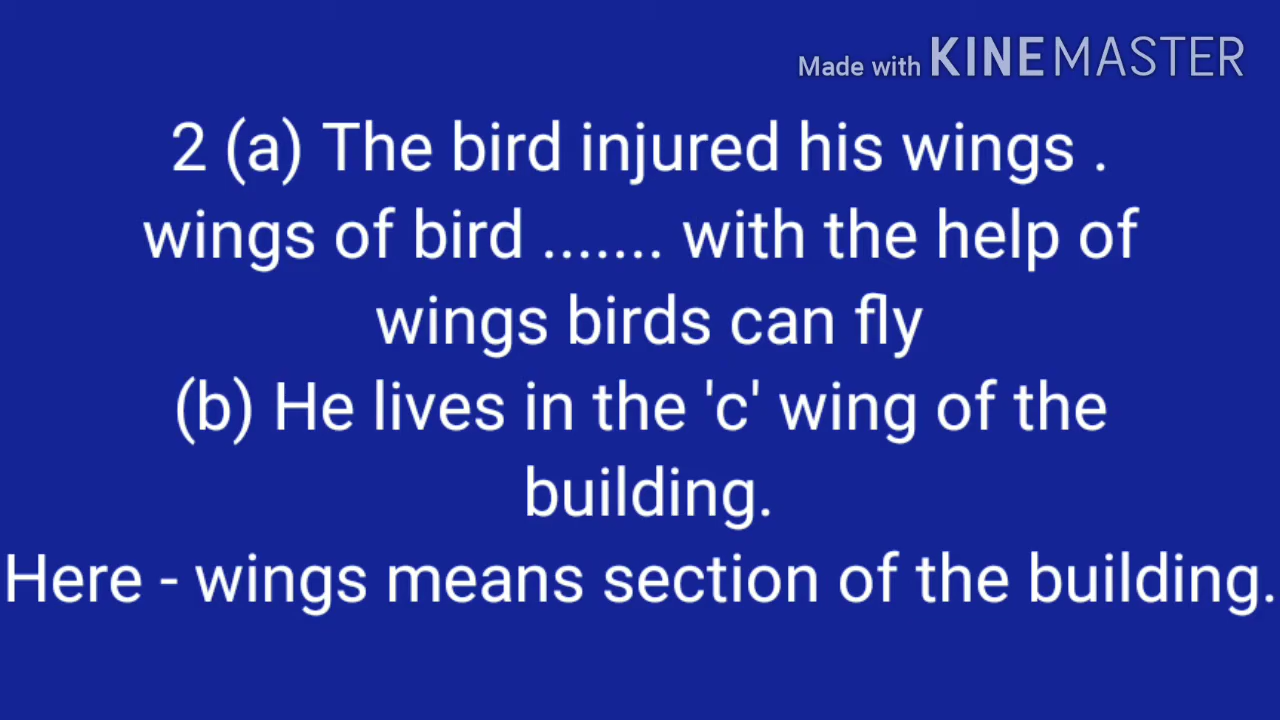 Made with KINEMASTER
2 (a) The bird injured his wings .
wings of bird ....... with the help of
wings birds can fly
(b) He lives in the 'c' wing of the
building.
Here - wings means section of the building.